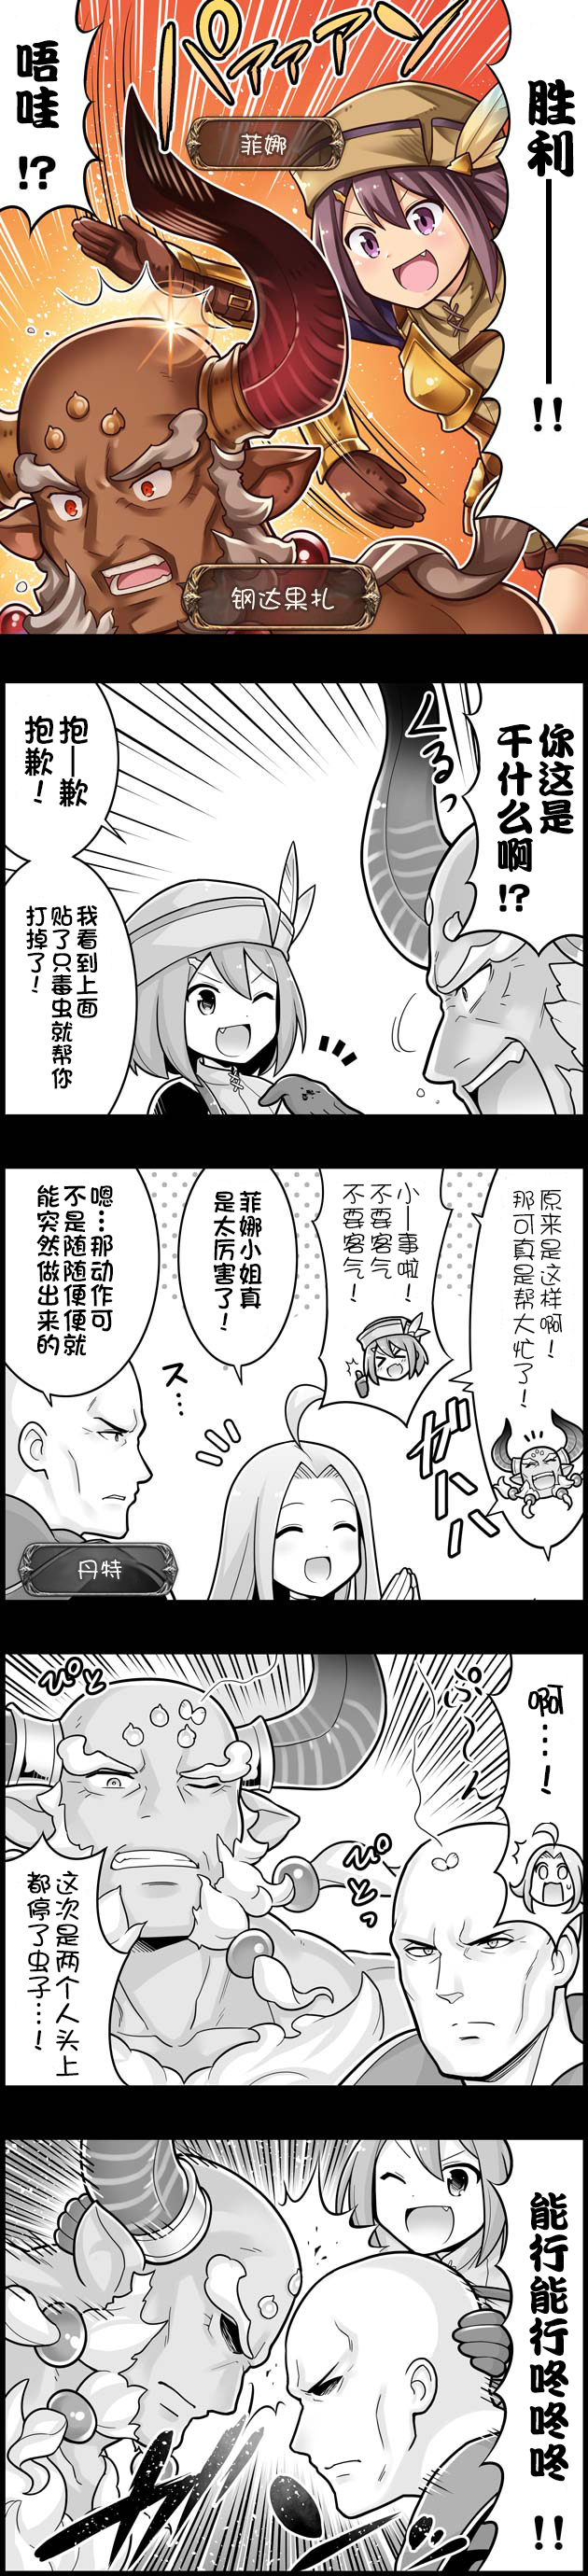 パァァァアン
胜利——!!
唔哇!?
菲娜
钢达果扎
你这是
干什么啊!?
くるっ
抱—歉
抱歉!
我看到上面
贴了只毒虫就帮你
打掉了!
原来是这样啊!
那可真是帮大忙了!
小—事啦!
不要客气
不要客气!
ガハハハ
菲娜小姐真
是太厉害了!
嗯…那动作可
不是随随便便就
能突然做出来的
ス…
丹特
啊…!
ぷ〜ん
ぴとっ
ぴと
这次是两个人头上
都停了虫子…!
能行能行咚咚咚!!